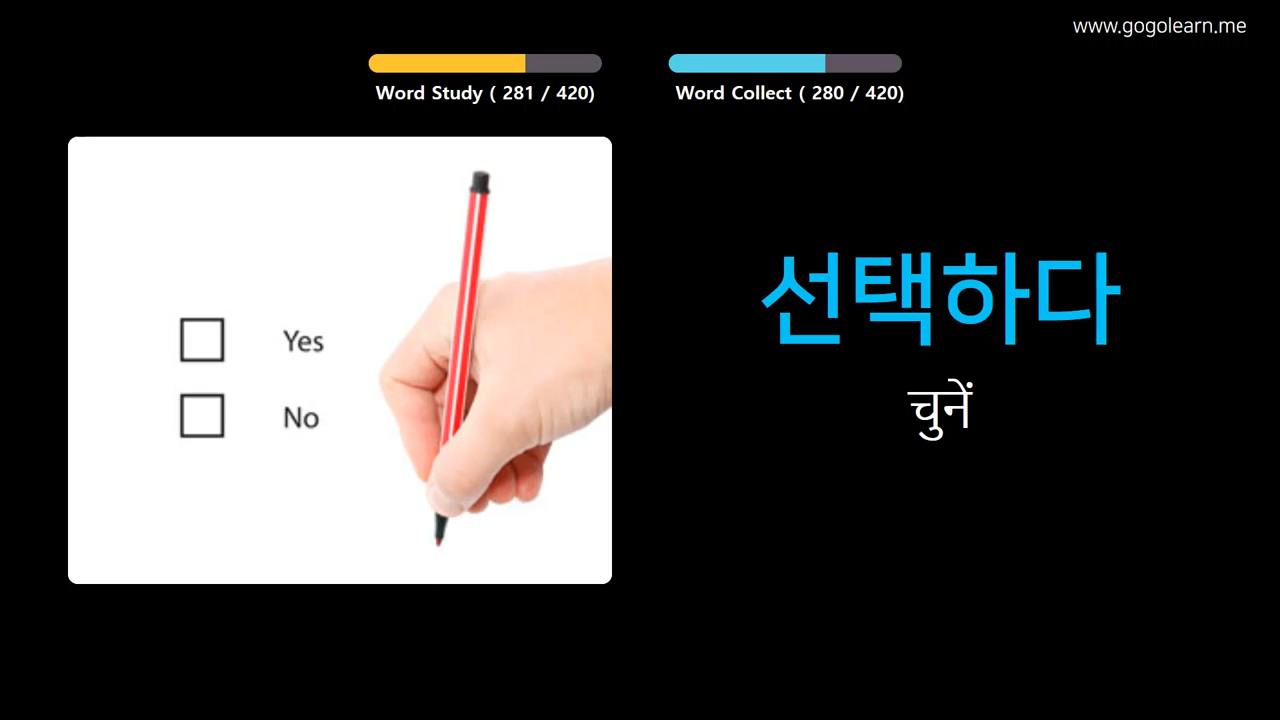 www.gogolearn.me
Word Study ( 281 / 420)
Word Collect ( 280 / 420)
Yes
No
선택하다
चुनें